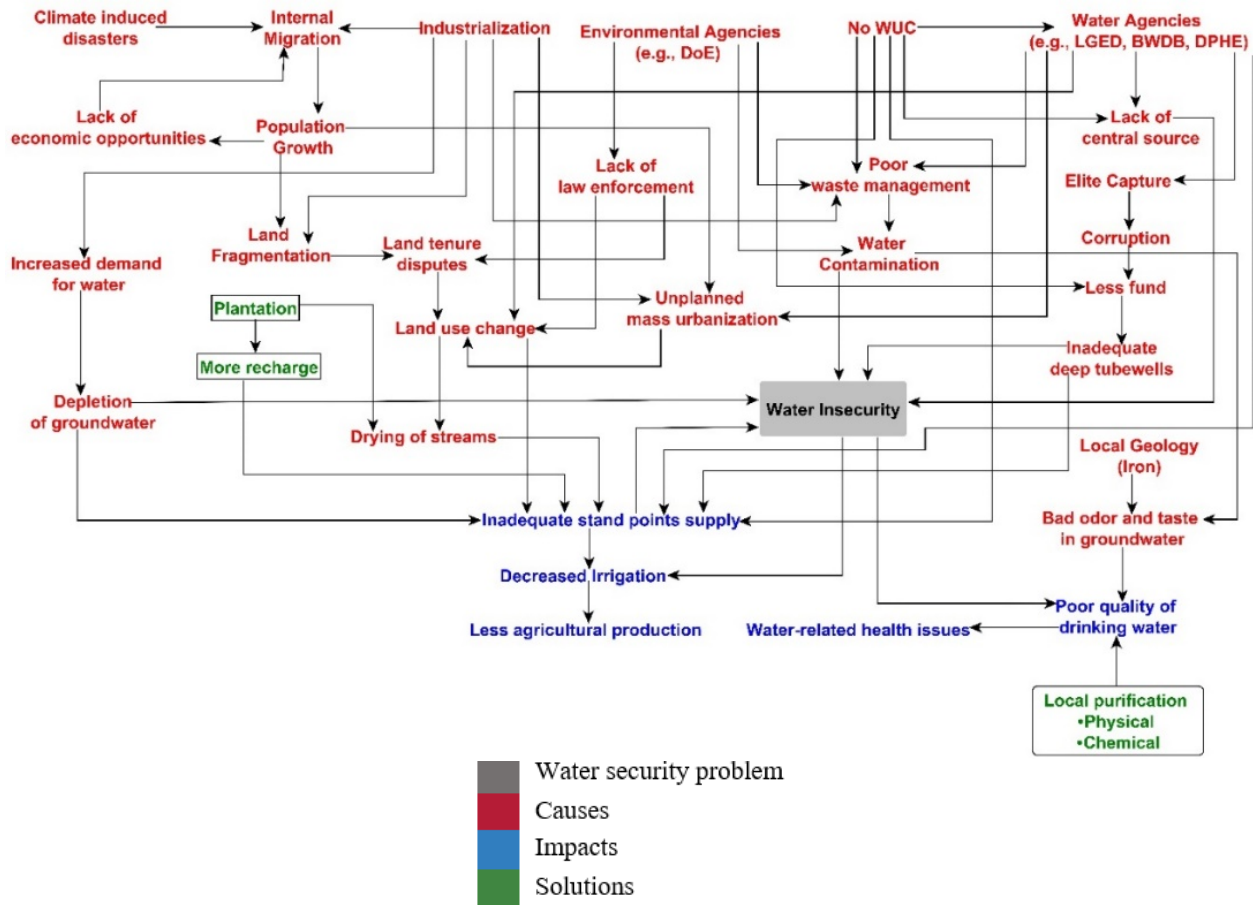 Climate induced
disasters
Internal
Migration
Industrialization
Environmental Agencies
(e.g., DoE)
No WUC
Water Agencies
(e.g., LGED, BWDB, DPHE)
Lack of
economic opportunities
Population
Growth
Lack of
law enforcement
Poor
waste management
Lack of
central source
Elite Capture
Land
Fragmentation
Land tenure
disputes
Water
Contamination
Corruption
Increased demand
for water
Plantation
Unplanned
mass urbanization
Less fund
Land use change
More recharge
Inadequate
deep tubewells
Depletion
of groundwater
Water Insecurity
Drying of streams
Local Geology
(Iron)
Inadequate stand points supply
Bad odor and taste
in groundwater
Decreased Irrigation
Poor quality of
drinking water
Less agricultural production
Water-related health issues
Local purification
•Physical
•Chemical
Water security problem
Causes
Impacts
Solutions